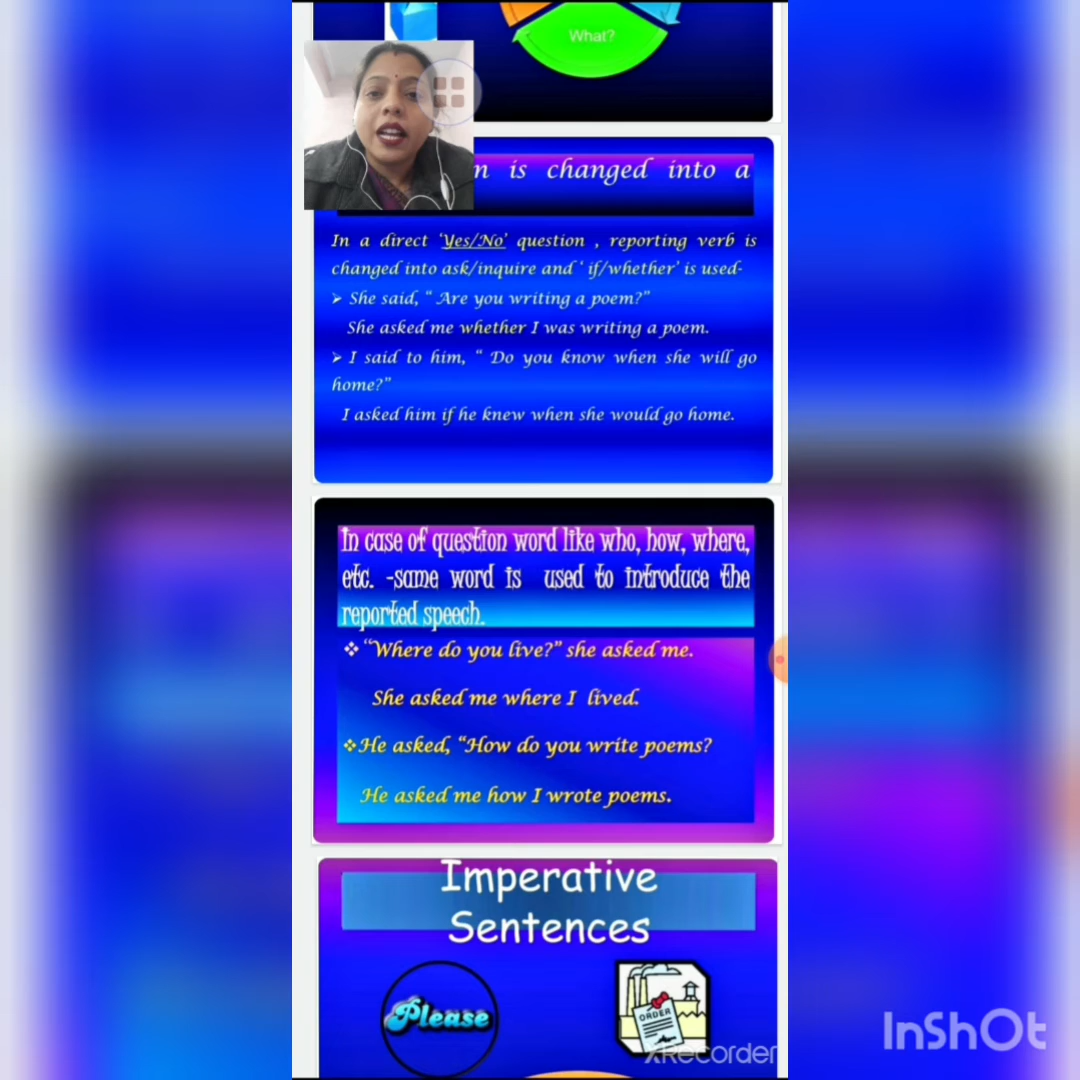 What?
n is changed into a
In a direct ‘Yes/No’ question , reporting verb is
changed into ask/inquire and ‘ if/whether’ is used-
➢ She said, “ Are you writing a poem?”
She asked me whether I was writing a poem.
➢ I said to him, “ Do you know when she will go
home?”
I asked him if he knew when she would go home.
In case of question word like who, how, where,
etc. -same word is used to introduce the
reported speech.
❖ “Where do you live?” she asked me.
She asked me where I lived.
❖He asked, “How do you write poems?
He asked me how I wrote poems.
Imperative
Sentences
Please
ORDER
XRecorder
InShOt